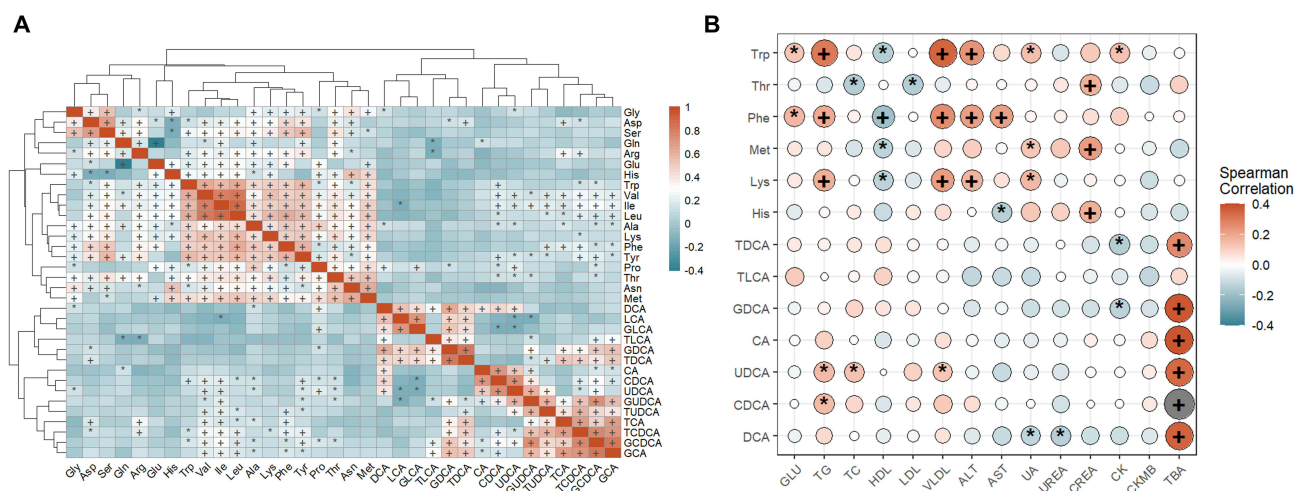 A
1
0.8
0.6
0.4
0.2
0
-0.2
-0.4
Gly
Asp
Ser
Gln
Arg
Glu
His
Trp
Val
Ile
Leu
Ala
Lys
Phe
Tyr
Pro
Thr
Asn
Met
DCA
LCA
GLCA
TLCA
GDCA
TDCA
CA
CDCA
UDCA
GUDCA
TUDCA
TCA
TCDCA
GCDCA
GCA
Gly
Asp
Ser
Gln
Arg
Glu
His
Trp
Val
Ile
Leu
Ala
Lys
Phe
Tyr
Pro
Thr
Asn
Met
DCA
LCA
GLCA
TLCA
GDCA
TDCA
CA
CDCA
UDCA
GUDCA
TUDCA
TCA
TCDCA
GCDCA
GCA
B
Trp
Thr
Phe
Met
Lys
His
TDCA
TLCA
GDCA
CA
UDCA
CDCA
DCA
GLU
TG
TC
HDL
LDL
VLDL
ALT
AST
UA
UREA
CREA
CK
CKMB
TBA
Spearman
Correlation
0.4
0.2
0.0
-0.2
-0.4